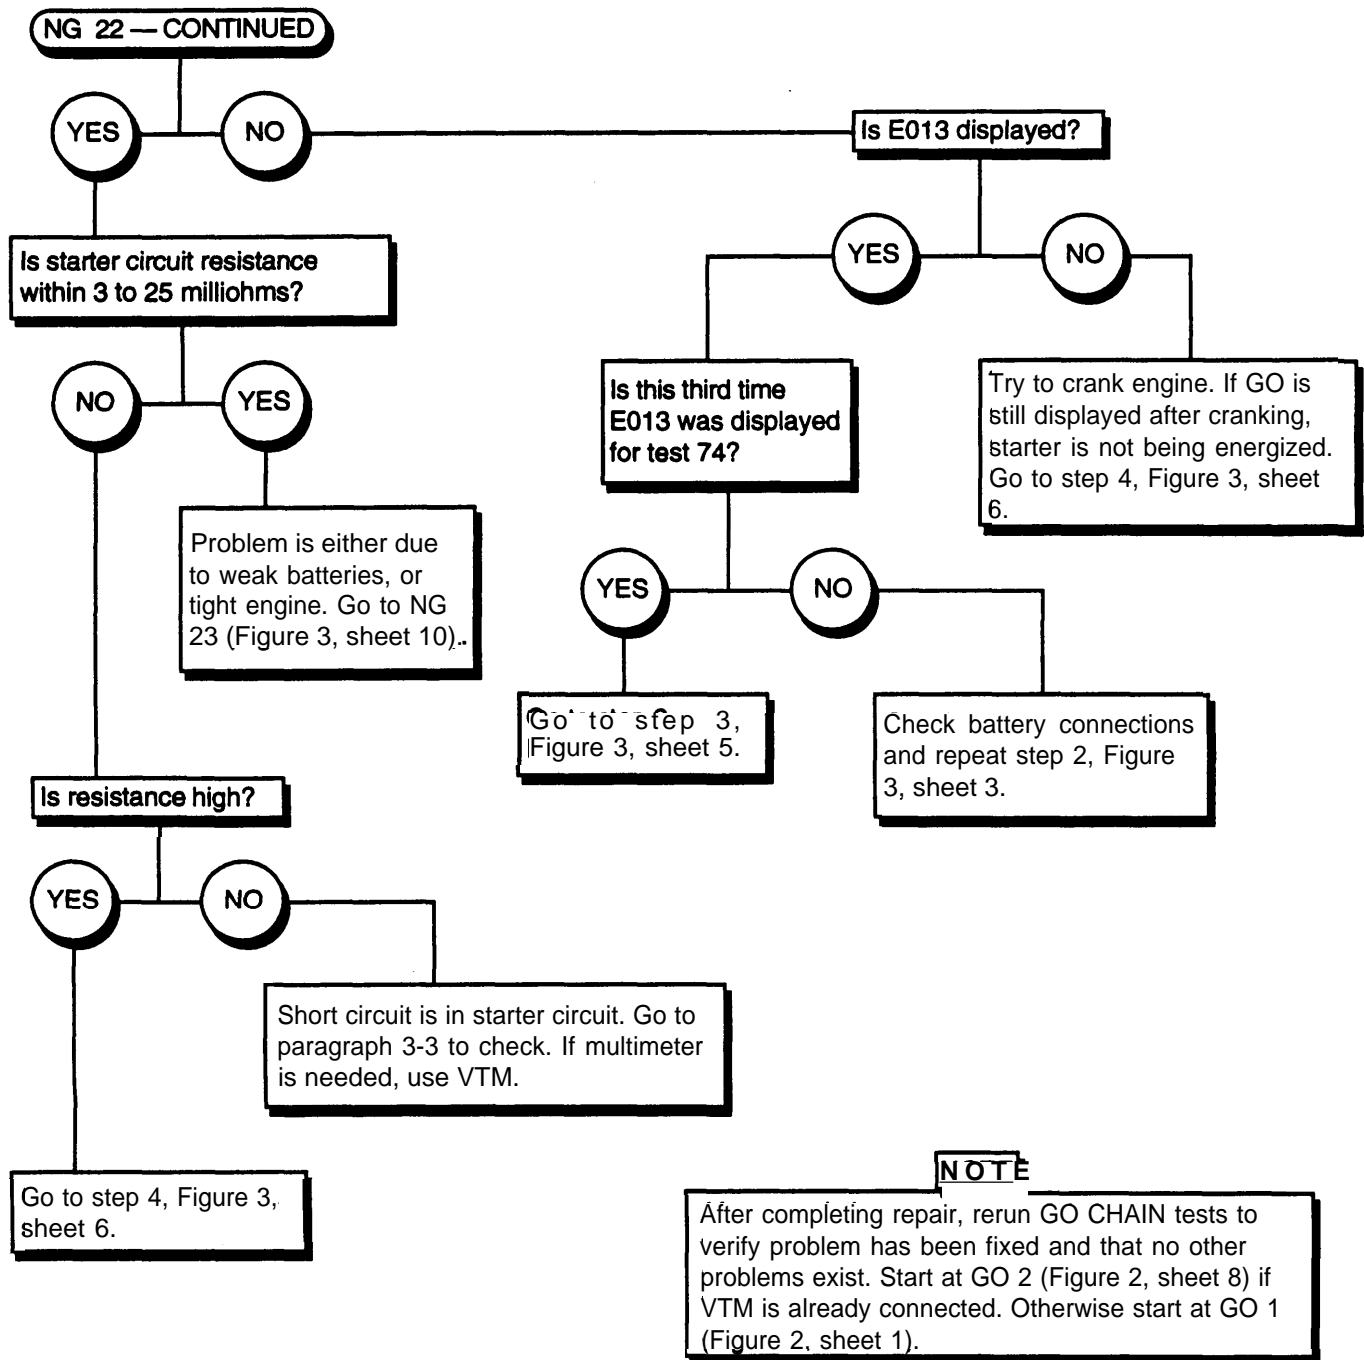 NG 22 — CONTINUED
YES
NO
Is starter circuit resistance
within 3 to 25 milliohms?
NO
YES
Problem is either due
to weak batteries, or
tight engine. Go to NG
23 (Figure 3, sheet 10)..
Is resistance high?
YES
NO
Short circuit is in starter circuit. Go to
paragraph 3-3 to check. If multimeter
is needed, use VTM.
Go to step 4, Figure 3,
sheet 6.
Is E013 displayed?
YES
NO
Is this third time
E013 was displayed
for test 74?
Try to crank engine. If GO is
still displayed after cranking,
starter is not being energized.
Go to step 4, Figure 3, sheet
6.
YES
NO
Go to step 3,
Figure 3, sheet 5.
Check battery connections
and repeat step 2, Figure
3, sheet 3.
NOTE
After completing repair, rerun GO CHAIN tests to
verify problem has been fixed and that no other
problems exist. Start at GO 2 (Figure 2, sheet 8) if
VTM is already connected. Otherwise start at GO 1
(Figure 2, sheet 1).